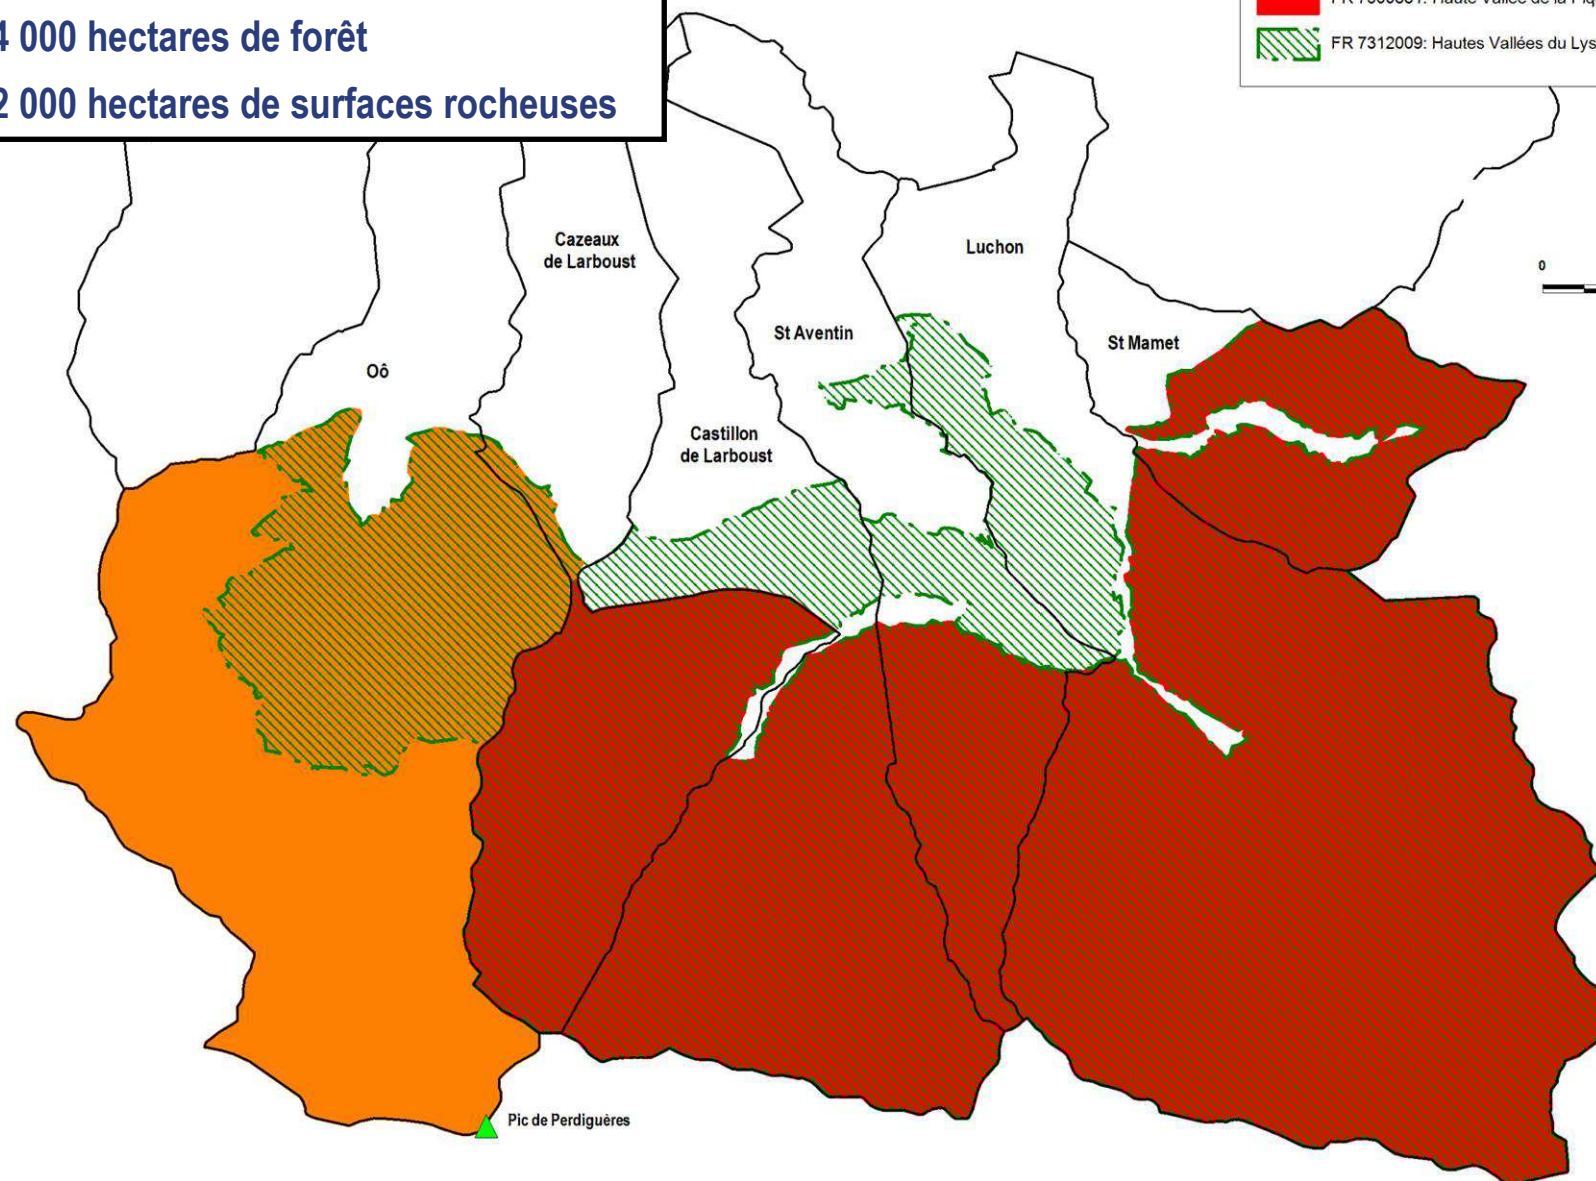 4 000 hectares de forêt
2 000 hectares de surfaces rocheuses
FR 7312009: Hautes Vallées du Lys
0
Cazeaux
de Larboust
Luchon
St Aventin
St Mamet
Oô
Castillon
de Larboust
Pic de Perdiguères